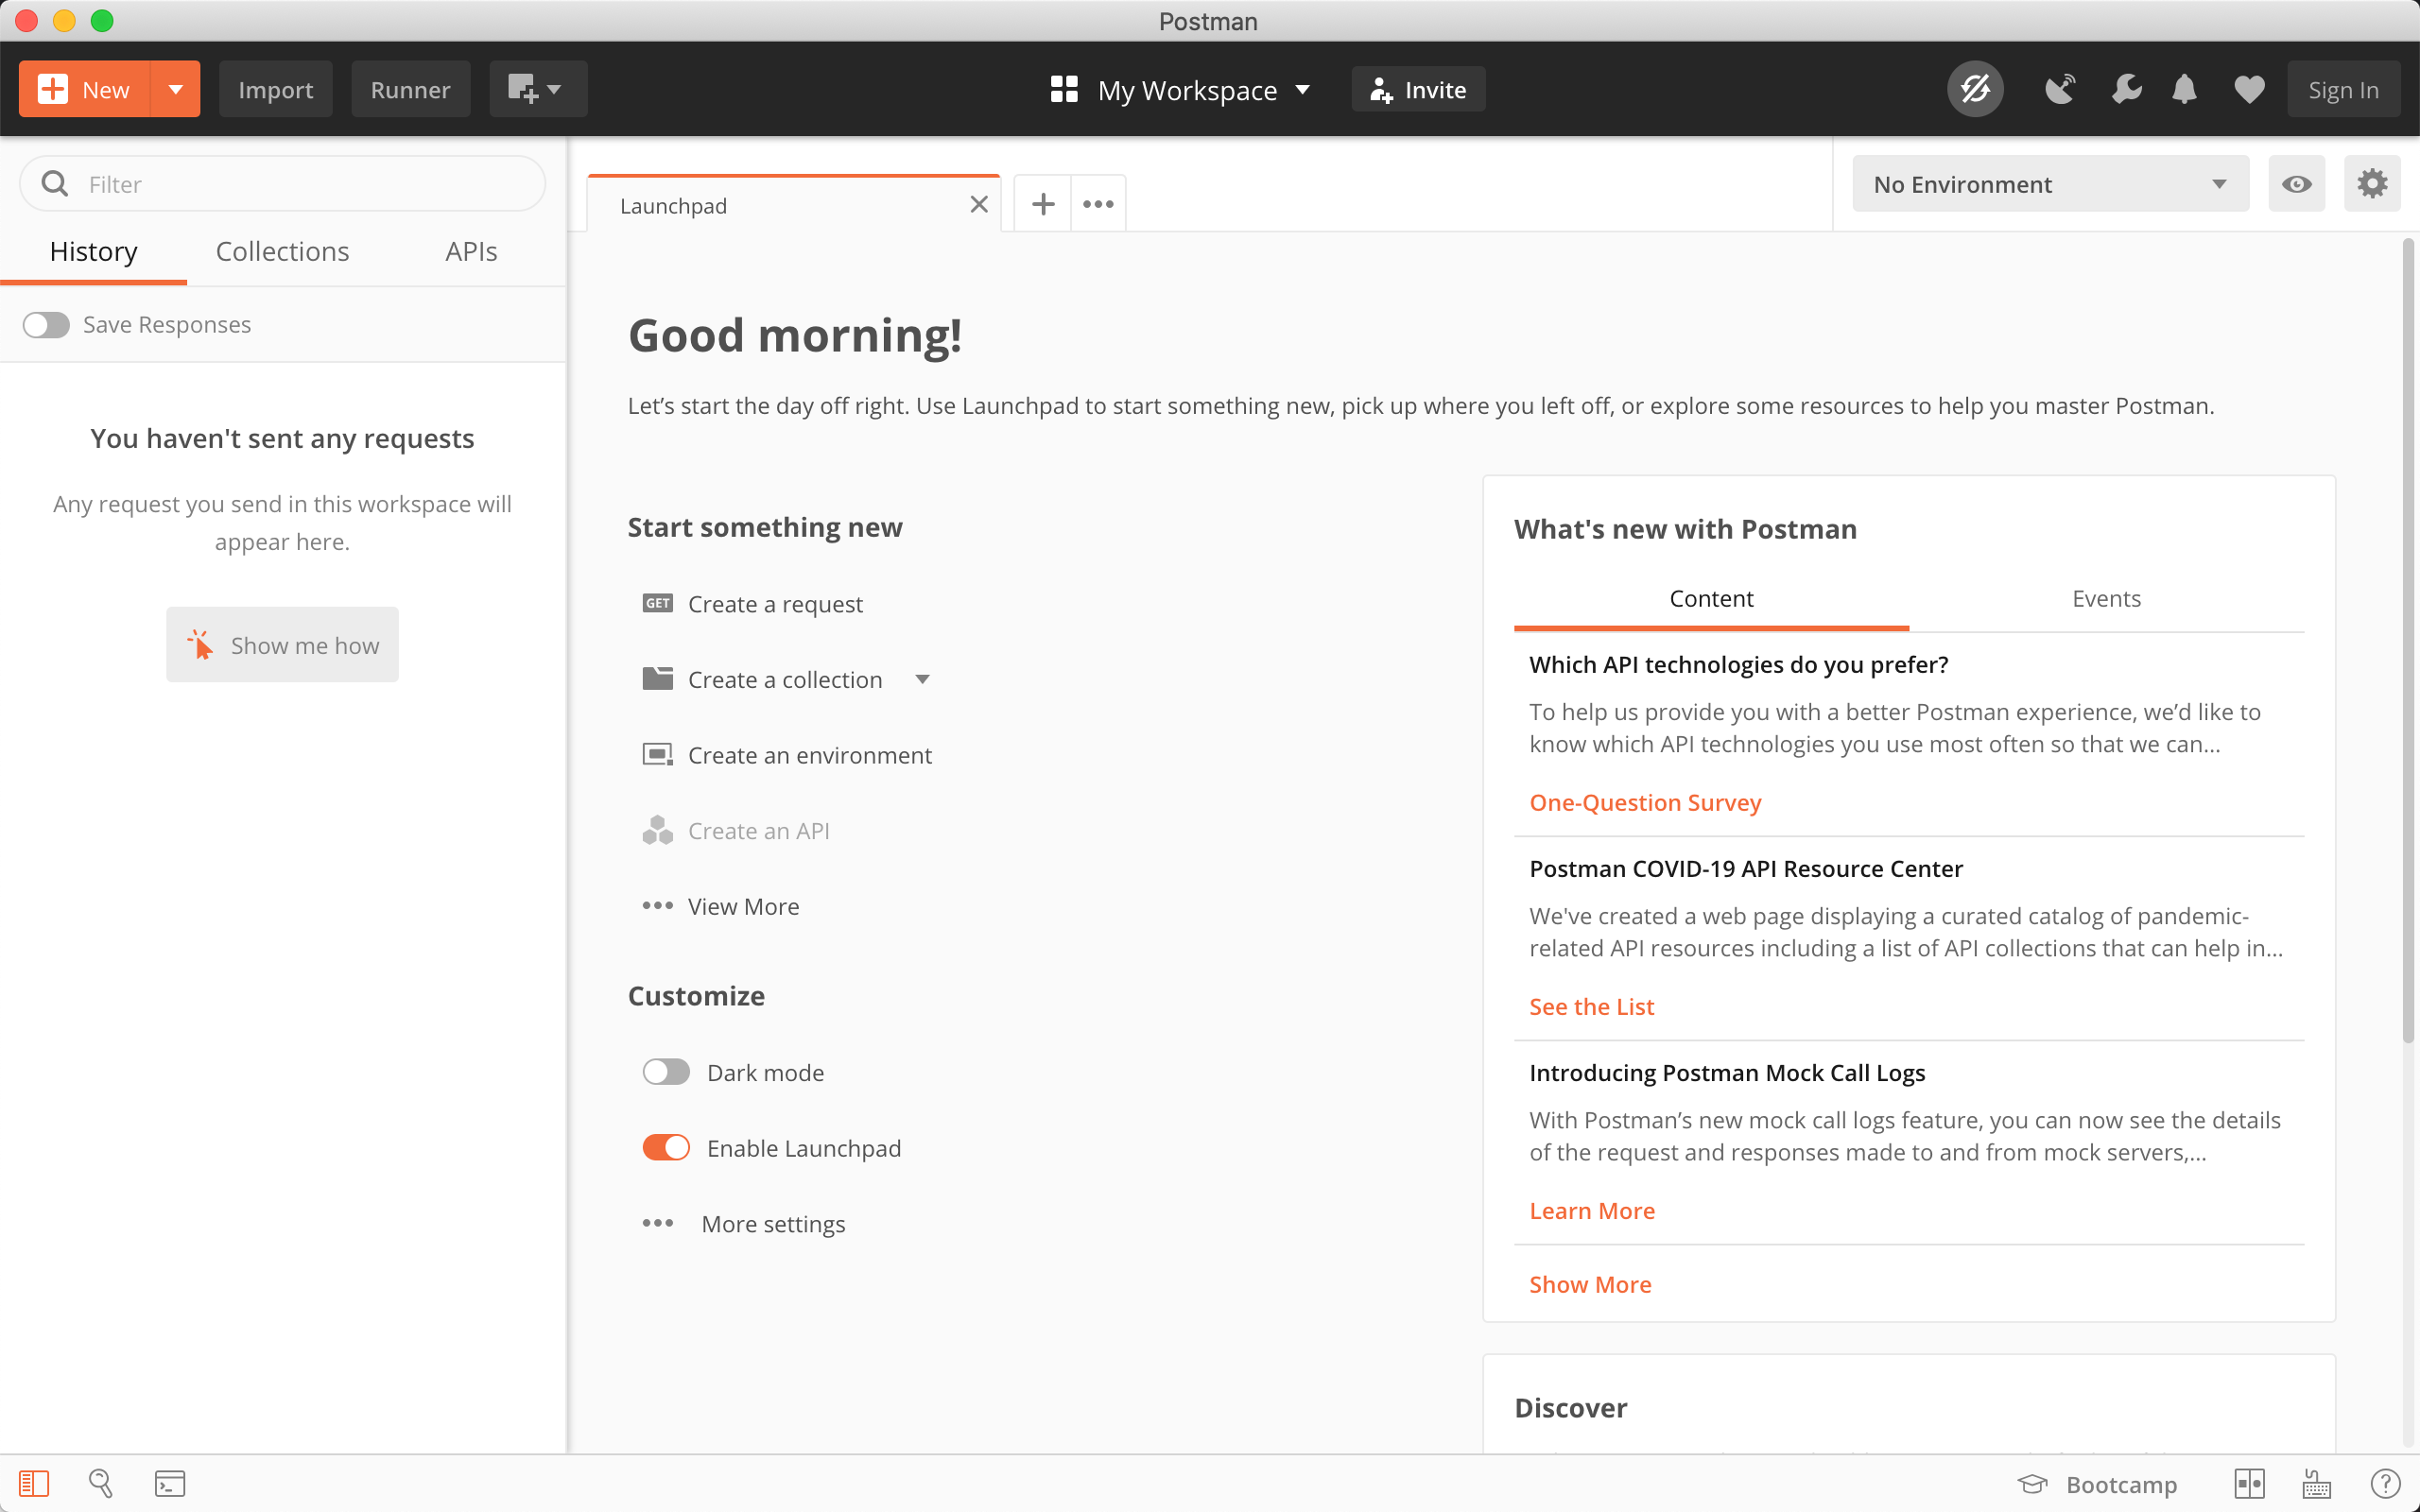 Postman
New
Import
Runner
My Workspace
Invite
Sign In
Filter
History
Collections
APIs
Save Responses
You haven't sent any requests
Any request you send in this workspace will
appear here.
Show me how
Launchpad
No Environment
Good morning!
Let’s start the day off right. Use Launchpad to start something new, pick up where you left off, or explore some resources to help you master Postman.
Start something new
GET Create a request
Create a collection
Create an environment
Create an API
View More
Customize
Dark mode
Enable Launchpad
More settings
What's new with Postman
Content
Events
Which API technologies do you prefer?
To help us provide you with a better Postman experience, we’d like to
know which API technologies you use most often so that we can...
One-Question Survey
Postman COVID-19 API Resource Center
We've created a web page displaying a curated catalog of pandemic-
related API resources including a list of API collections that can help in...
See the List
Introducing Postman Mock Call Logs
With Postman’s new mock call logs feature, you can now see the details
of the request and responses made to and from mock servers,...
Learn More
Show More
Discover
Bootcamp